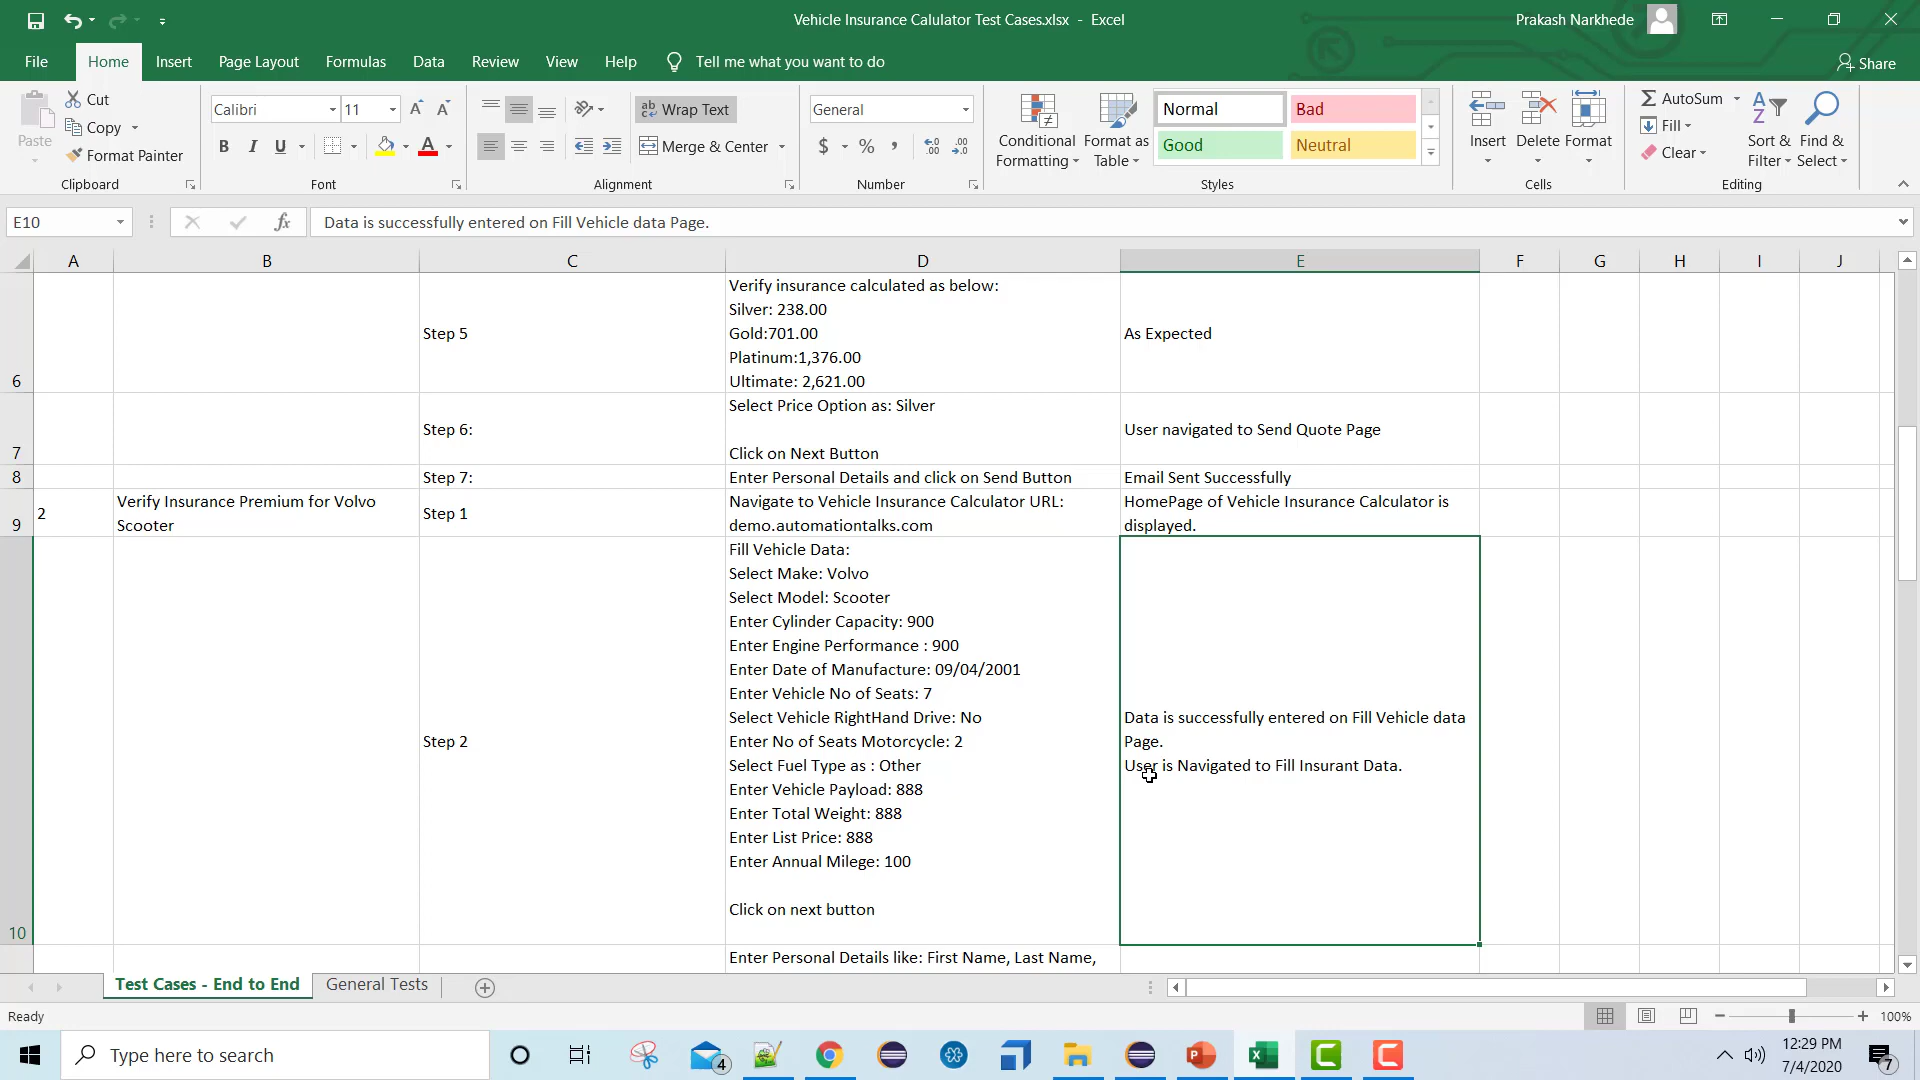 Vehicle Insurance Calulator Test Cases.xlsx - Excel
Prakash Narkhede
File Home Insert Page Layout Formulas Data Review View Help Tell me what you want to do Share
Paste
Cut
Copy
Format Painter
Clipboard
Calibri 11
B I U
Font
Wrap Text
Merge & Center
Alignment
General
$ % ,
Number
Conditional Formatting
Format as Table
Normal Bad
Good Neutral
Styles
Insert Delete Format
Cells
AutoSum
Fill
Clear
Sort & Filter
Find & Select
Editing
E10 fx Data is successfully entered on Fill Vehicle data Page.
A B C D E F G H I J
6
Step 5
Verify insurance calculated as below:
Silver: 238.00
Gold:701.00
Platinum:1,376.00
Ultimate: 2,621.00
As Expected
7
Step 6:
Select Price Option as: Silver
Click on Next Button
User navigated to Send Quote Page
8
Step 7:
Enter Personal Details and click on Send Button
Email Sent Successfully
9
2
Verify Insurance Premium for Volvo
Scooter
Step 1
Navigate to Vehicle Insurance Calculator URL:
demo.automationtalks.com
HomePage of Vehicle Insurance Calculator is
displayed.
10
Step 2
Fill Vehicle Data:
Select Make: Volvo
Select Model: Scooter
Enter Cylinder Capacity: 900
Enter Engine Performance : 900
Enter Date of Manufacture: 09/04/2001
Enter Vehicle No of Seats: 7
Select Vehicle RightHand Drive: No
Enter No of Seats Motorcycle: 2
Select Fuel Type as : Other
Enter Vehicle Payload: 888
Enter Total Weight: 888
Enter List Price: 888
Enter Annual Milege: 100
Click on next button
Data is successfully entered on Fill Vehicle data
Page.
User is Navigated to Fill Insurant Data.
Enter Personal Details like: First Name, Last Name,
Test Cases - End to End General Tests
Ready
100%
Type here to search
4
12:29 PM
7/4/2020
7